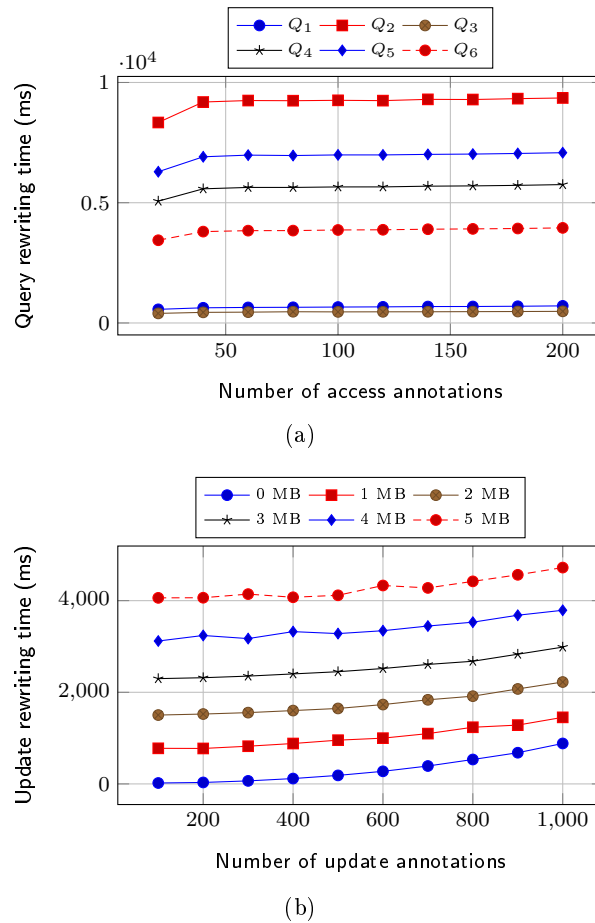 Q1 Q2 Q3
Q4 Q5 Q6
·10^4
1
0.5
0
Query rewriting time (ms)
50 100 150 200
Number of access annotations
(a)
0 MB 1 MB 2 MB
3 MB 4 MB 5 MB
4,000
2,000
0
Update rewriting time (ms)
200 400 600 800 1,000
Number of update annotations
(b)